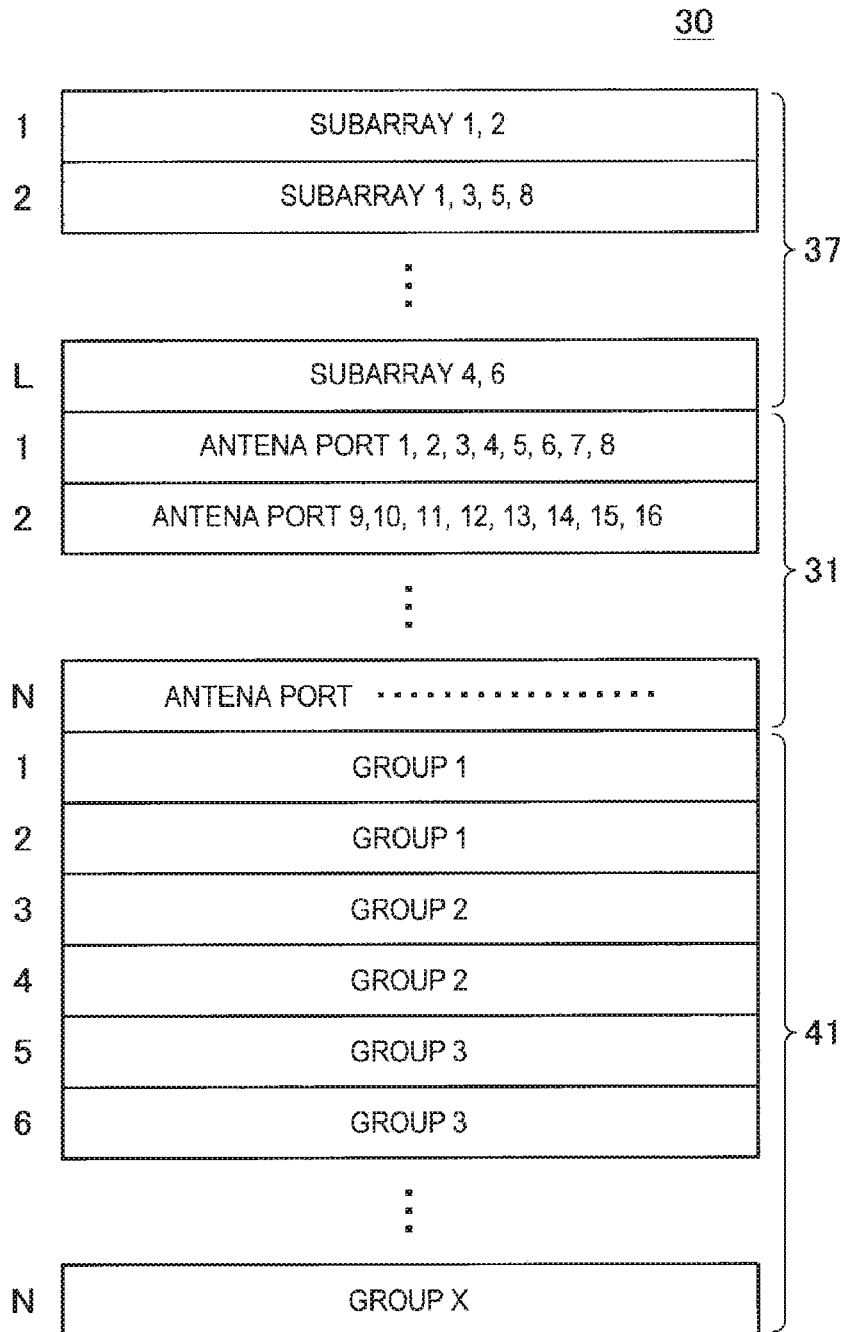 30
1 SUBARRAY 1, 2
2 SUBARRAY 1, 3, 5, 8
37
L SUBARRAY 4, 6
1 ANTENA PORT 1, 2, 3, 4, 5, 6, 7, 8
2 ANTENA PORT 9,10, 11, 12, 13, 14, 15, 16
31
N ANTENA PORT
1 GROUP 1
2 GROUP 1
3 GROUP 2
4 GROUP 2
5 GROUP 3
41
6 GROUP 3
N GROUP X